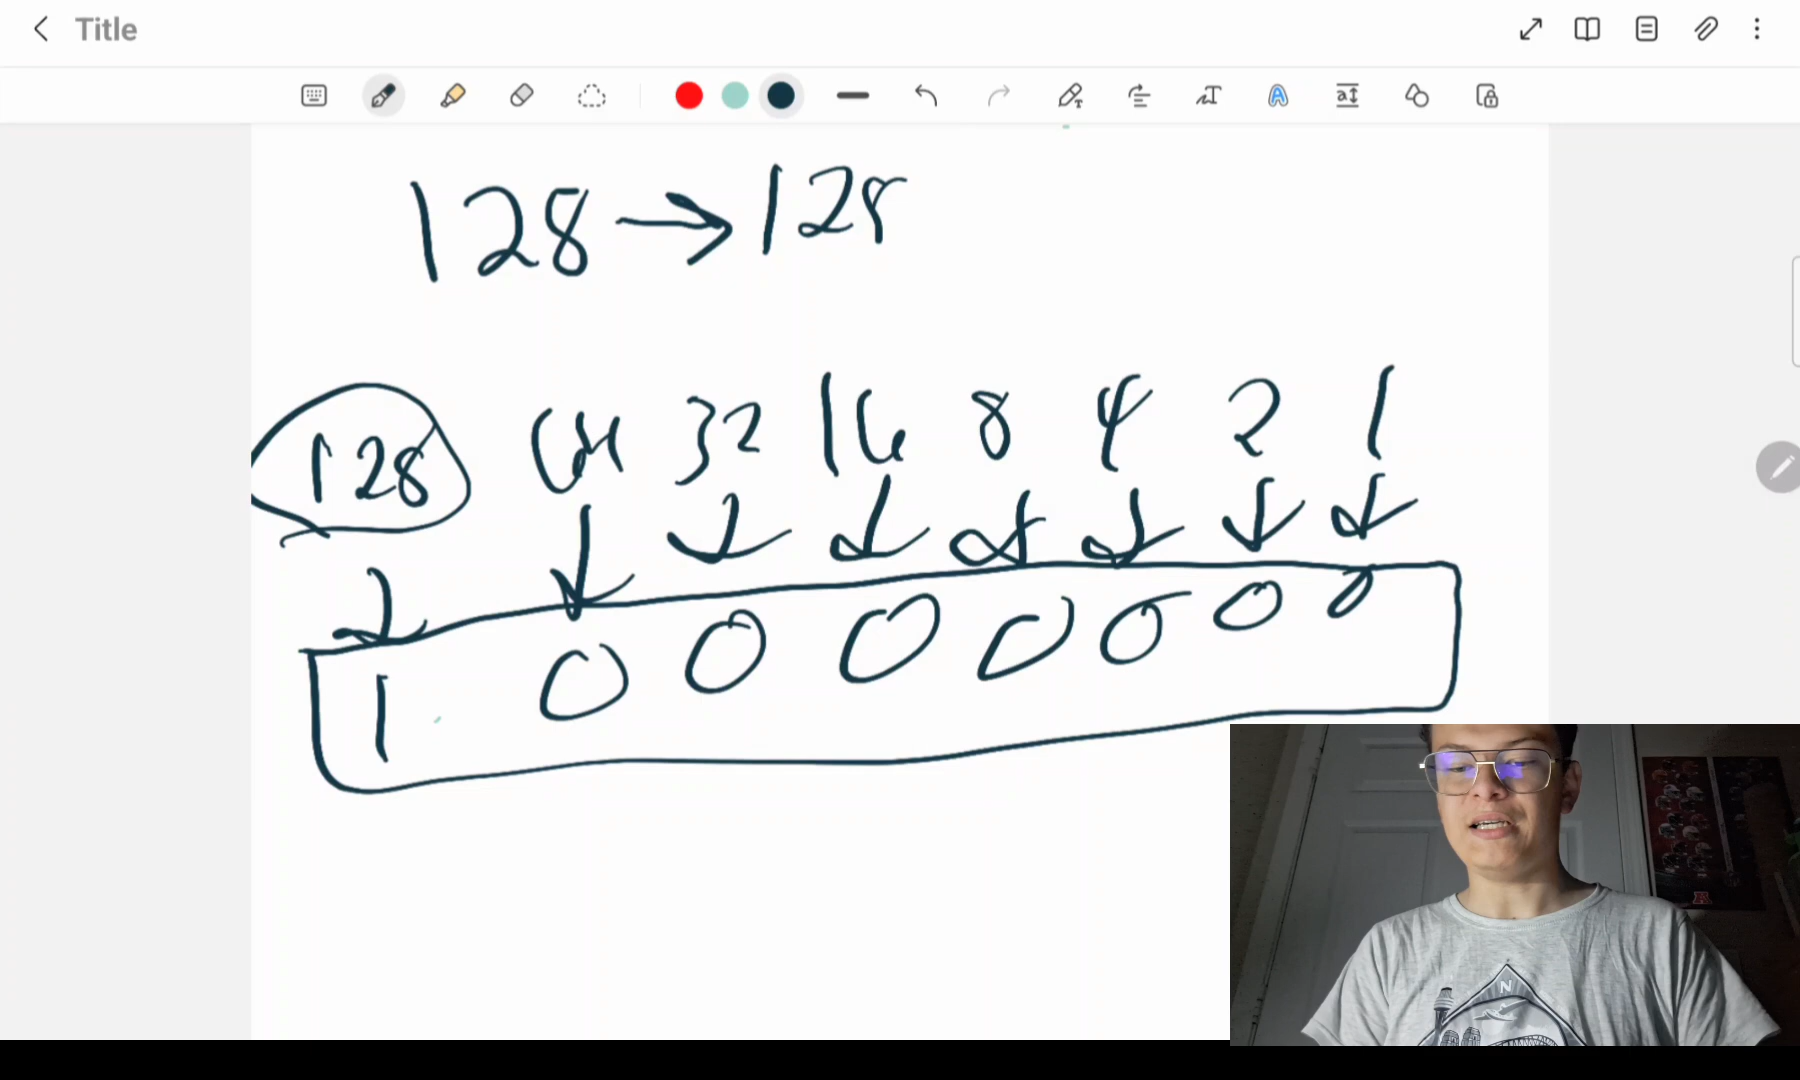 Title
128 → 128
128 64 32 16 8 4 2 1
1 0 0 0 0 0 0 0
N